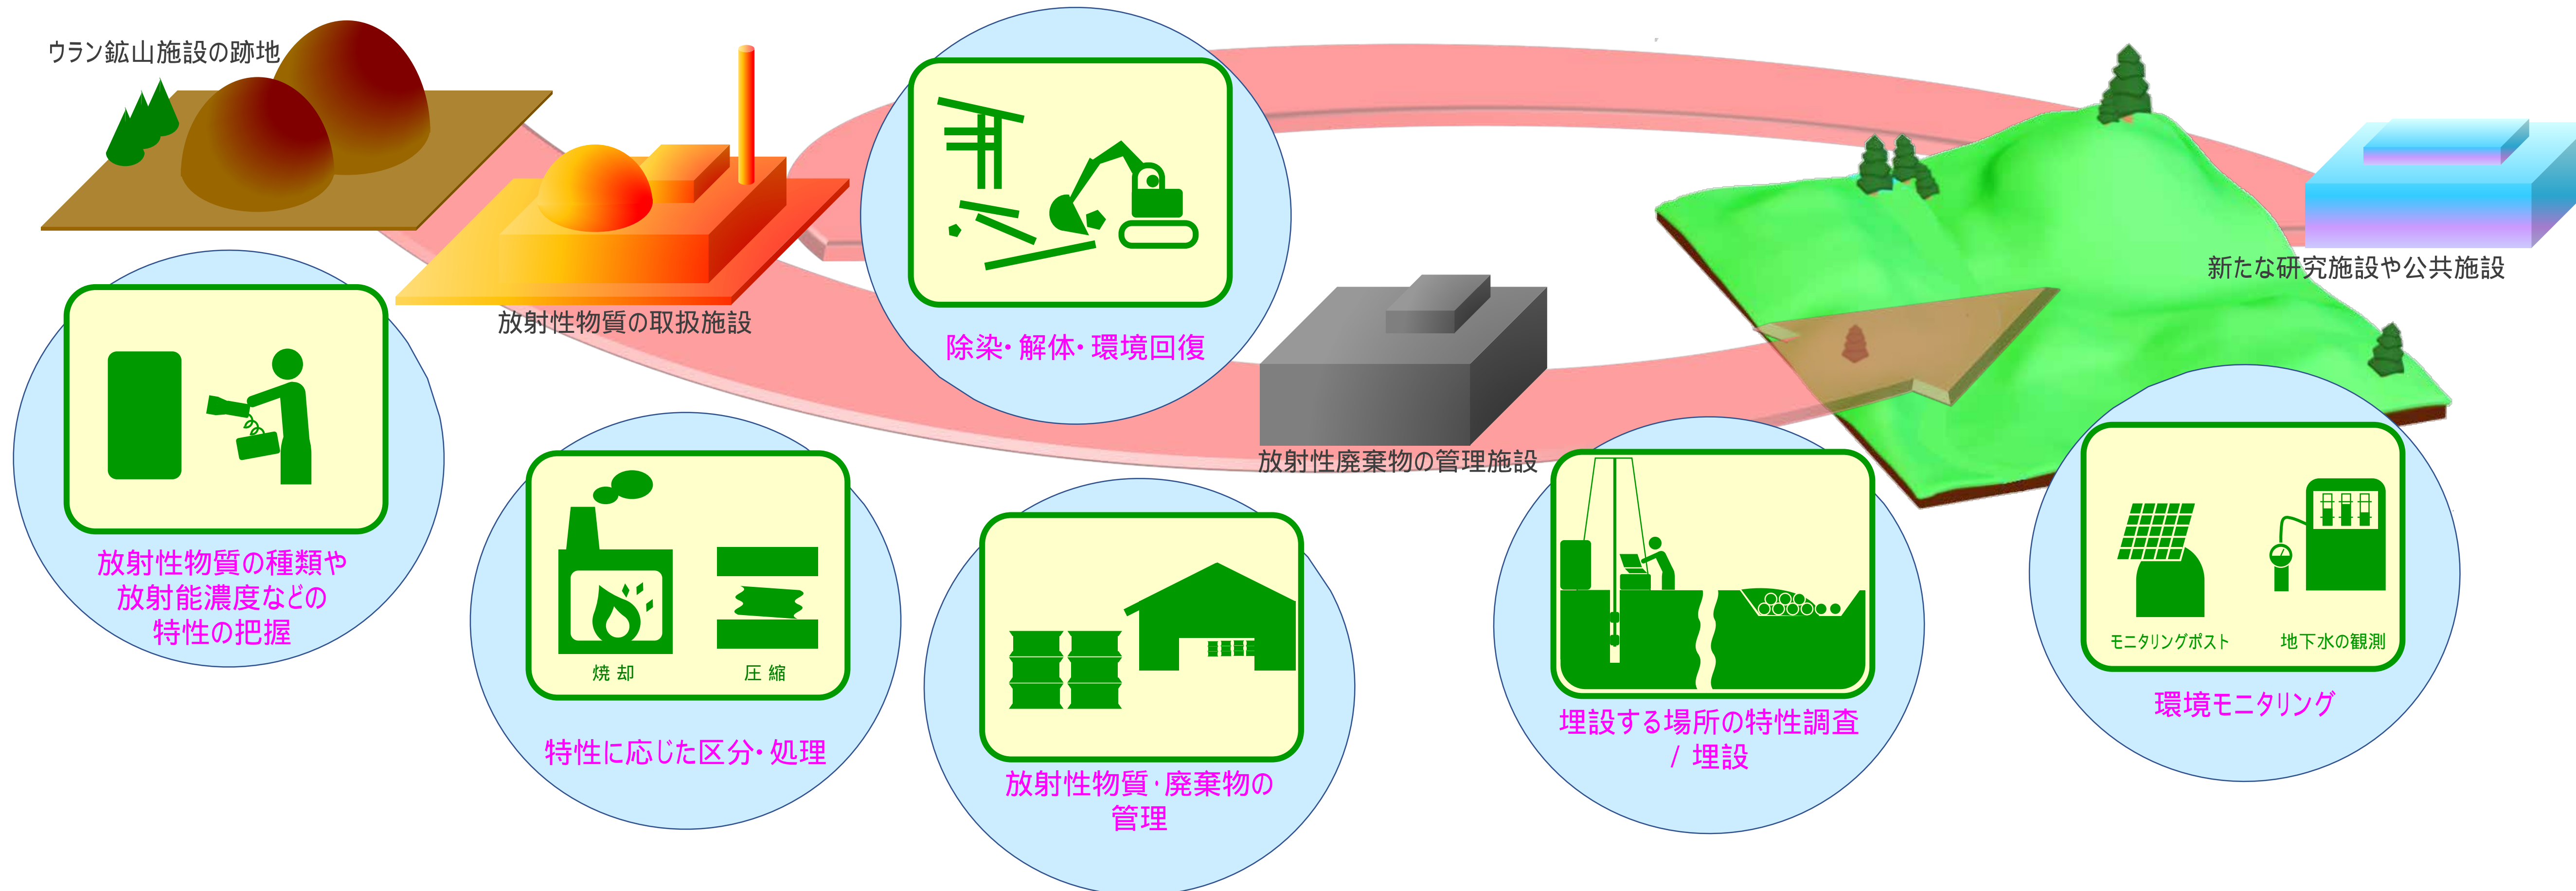 ウラン鉱山施設の跡地
放射性物質の取扱施設
除染・解体・環境回復
新たな研究施設や公共施設
放射性廃棄物の管理施設
放射性物質の種類や
放射能濃度などの
特性の把握
焼却
圧縮
特性に応じた区分・処理
放射性物質・廃棄物の
管理
埋設する場所の特性調査
/ 埋設
モニタリングポスト
地下水の観測
環境モニタリング